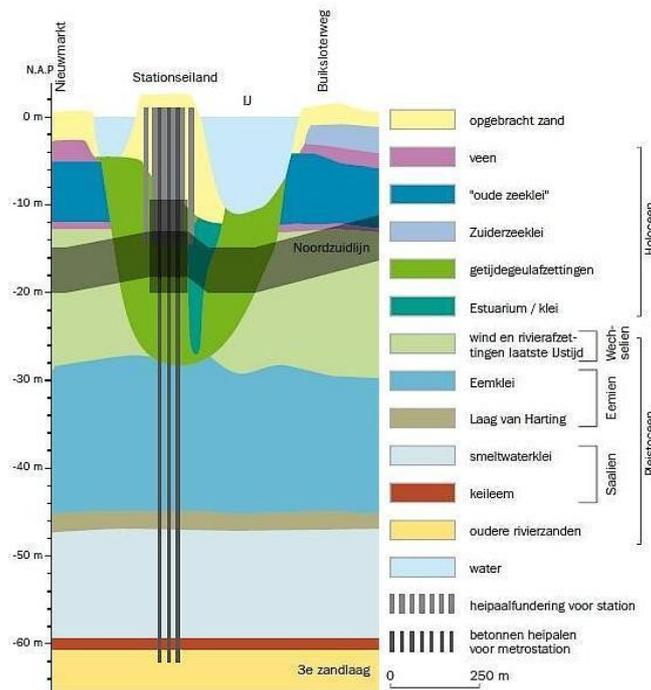 Nieuwmarkt
Buiksloterweg
N.A.P
Stationseiland
IJ
0 m
-10 m
-20 m
-30 m
-40 m
-50 m
-60 m
Noordzuidlijn
3e zandlaag
opgebracht zand
veen
"oude zeeklei"
Zuiderzeeklei
getijdegeulafzettingen
Estuarium / klei
wind en rivierafzet-
tingen laatste IJstijd
Eemklei
Laag van Harting
smeltwaterklei
keileem
oudere rivierzanden
water
heipaalfundering voor station
betonnen heipalen
voor metrostation
Holoceen
Wech-
selien
Eemien
Saalien
Pleistoceen
0 250 m